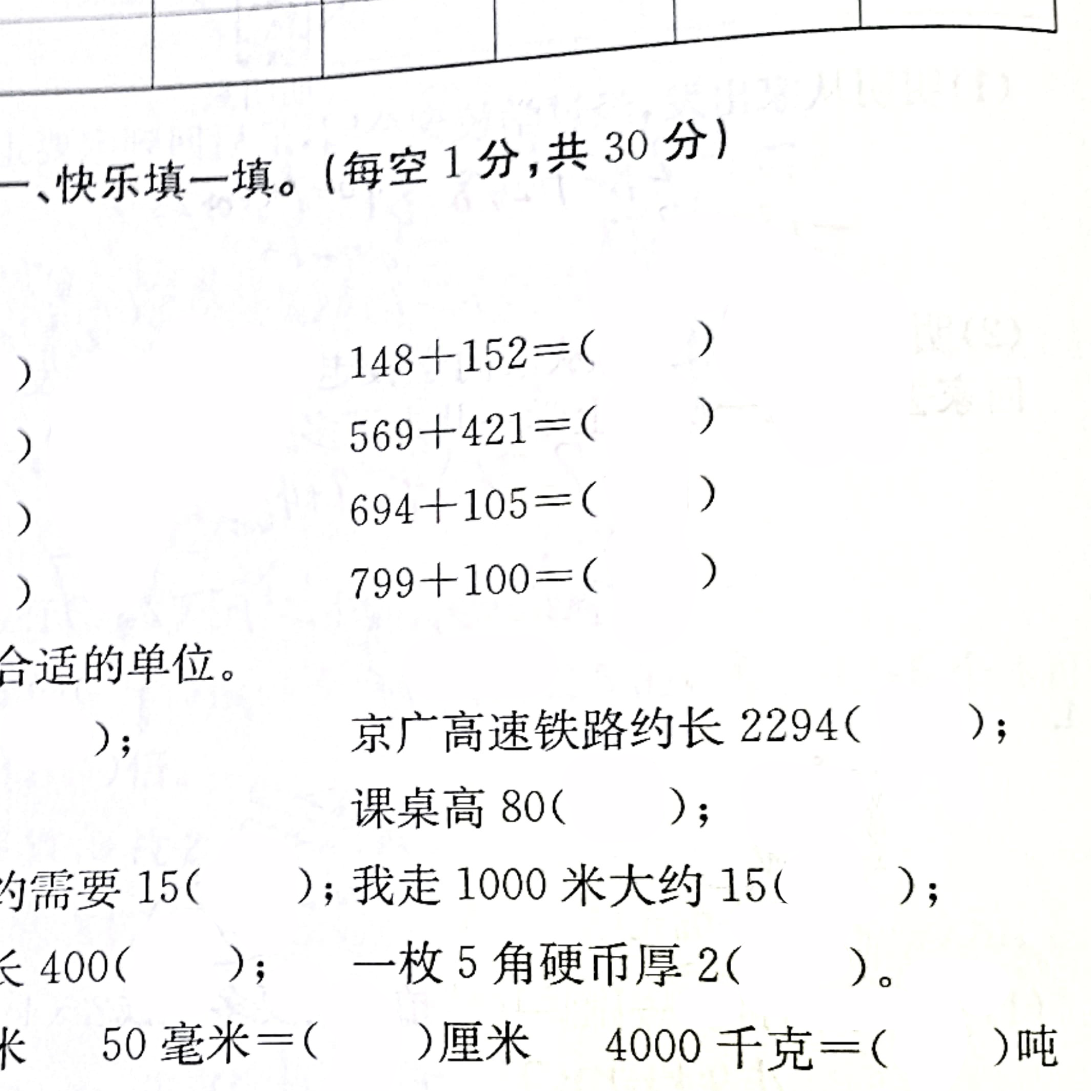 一、快乐填一填。(每空 1 分,共 30 分)
) 148+152=( )
) 569+421=( )
) 694+105=( )
) 799+100=( )
合适的单位。
); 京广高速铁路约长 2294( );
课桌高 80( );
约需要 15( ); 我走 1000 米大约 15( );
长 400( ); 一枚 5 角硬币厚 2( )。
米 50 毫米=( )厘米 4000 千克=( )吨